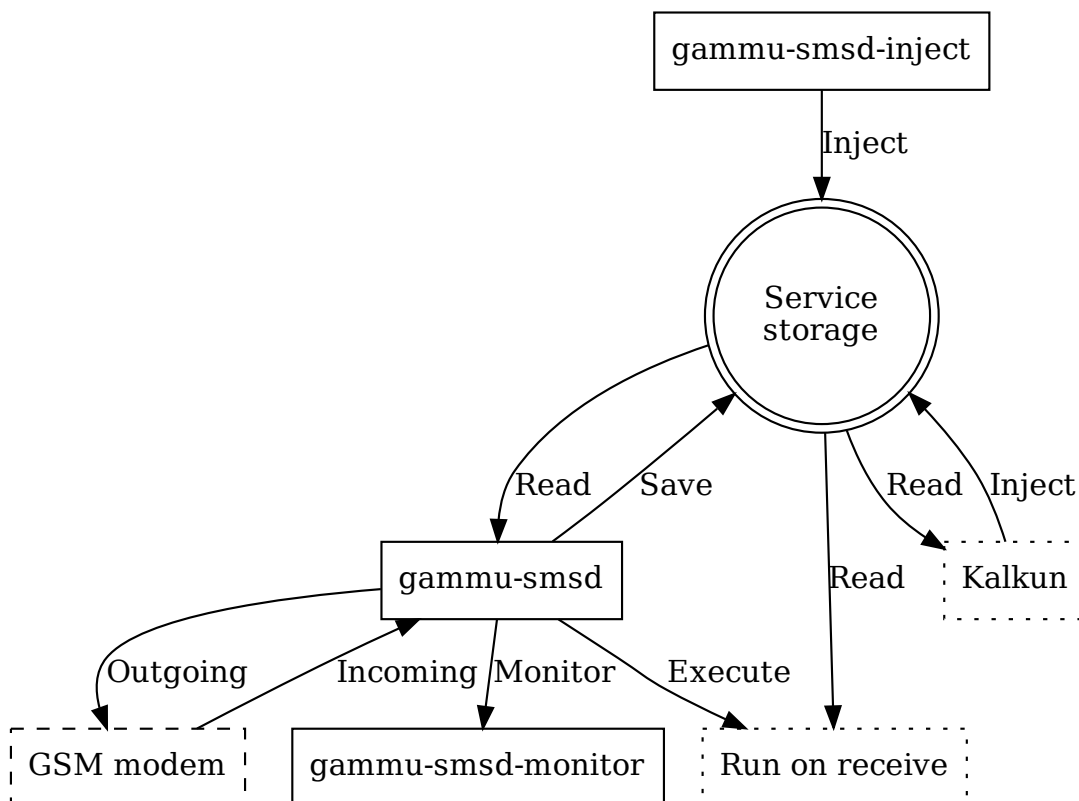 gammu-smsd-inject
Inject
Service
storage
Read
Save
Read
Inject
gammu-smsd
Read
Kalkun
Outgoing
Incoming
Monitor
Execute
GSM modem
gammu-smsd-monitor
Run on receive